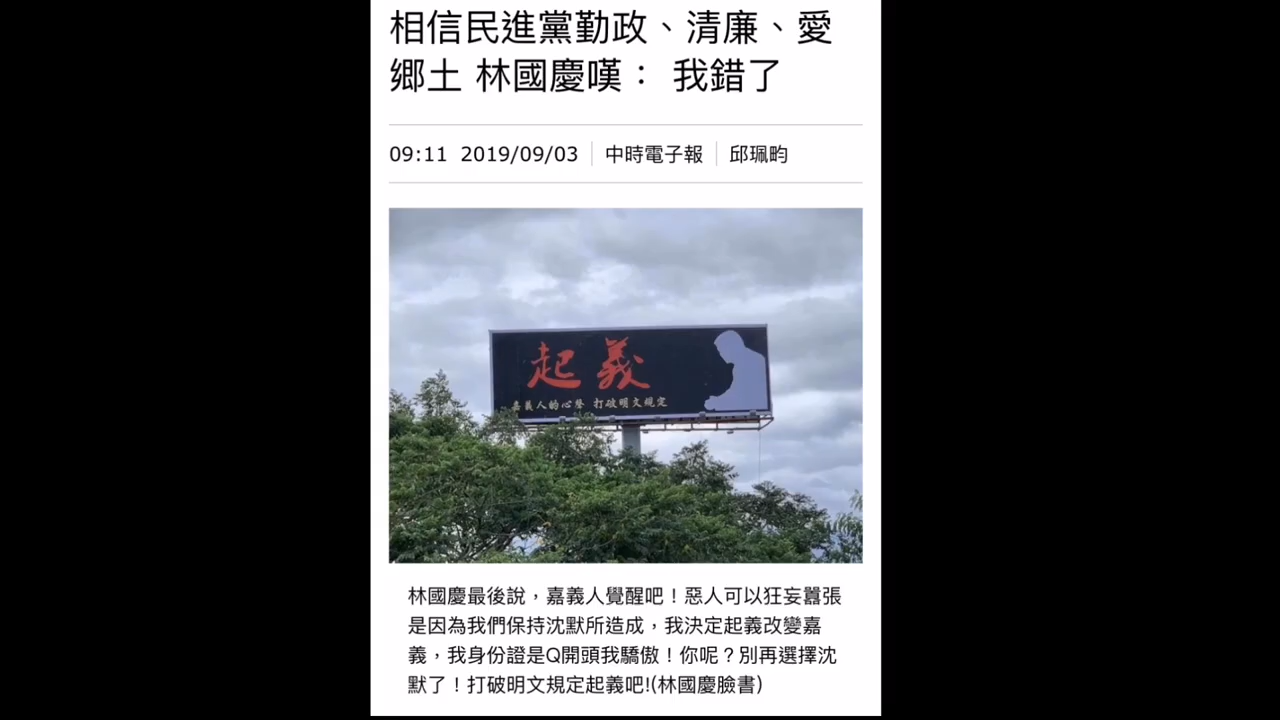 相信民進黨勤政、清廉、愛
鄉土 林國慶嘆： 我錯了
09:11 2019/09/03 中時電子報 邱珮畇
起義
嘉義人的心聲 打破明文規定
林國慶最後說，嘉義人覺醒吧！惡人可以狂妄囂張
是因為我們保持沈默所造成，我決定起義改變嘉
義，我身份證是Q開頭我驕傲！你呢？別再選擇沈
默了！打破明文規定起義吧!(林國慶臉書)